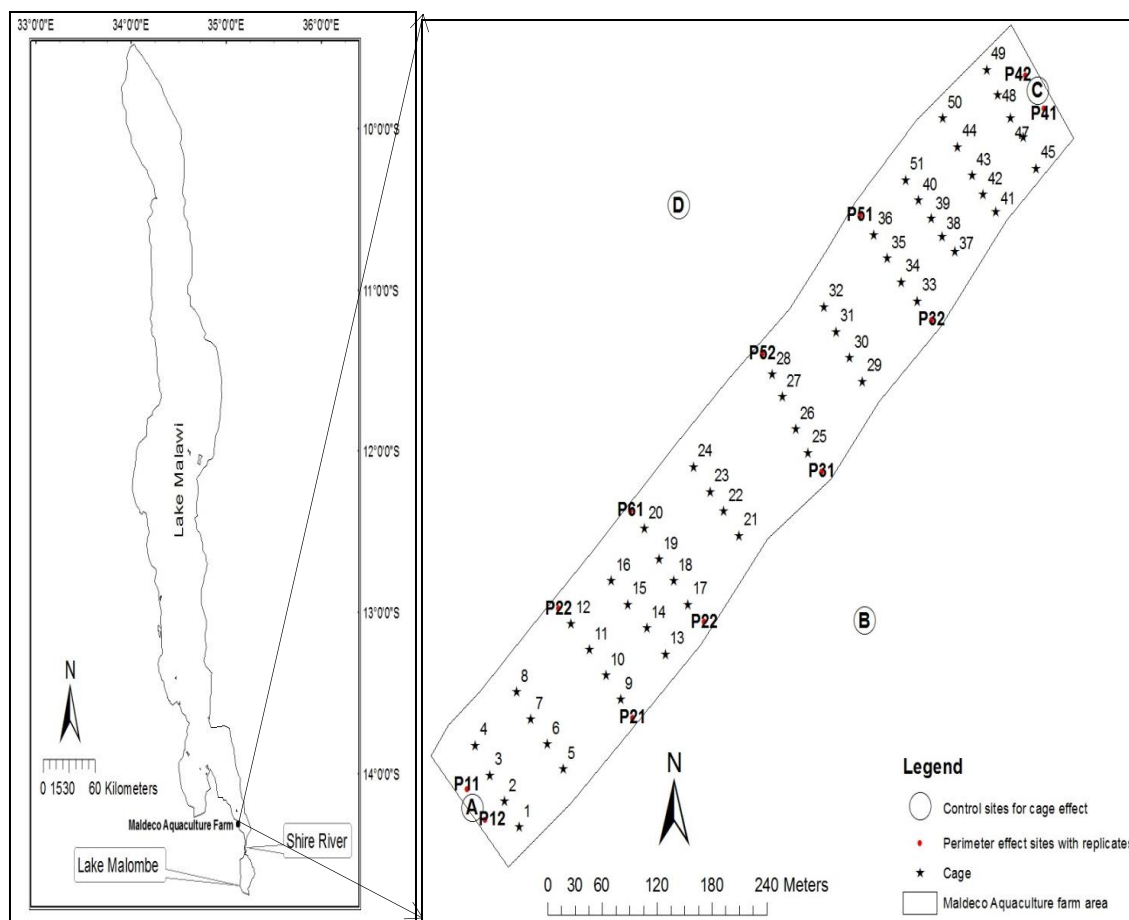 33°0'0"E 34°0'0"E 35°0'0"E 36°0'0"E
10°0'0"S
11°0'0"S
12°0'0"S
13°0'0"S
14°0'0"S
Lake Malawi
N
0 1530 60 Kilometers
Maldeco Aquaculture Farm
Shire River
Lake Malombe
49
P42
C
48
P41
50
47
44
45
43
51
42
40
41
D
39
P51
36
38
37
35
34
33
32
P32
31
P52
30
28
29
27
26
25
24
P31
23
P61
22
20
21
19
16
18
15
17
P22
12
P22
B
14
11
13
10
9
8
P21
7
4
6
5
3
P11
2
A
1
P12
N
0 30 60 120 180 240 Meters
Legend
Control sites for cage effect
Perimeter effect sites with replicates
Cage
Maldeco Aquaculture farm area